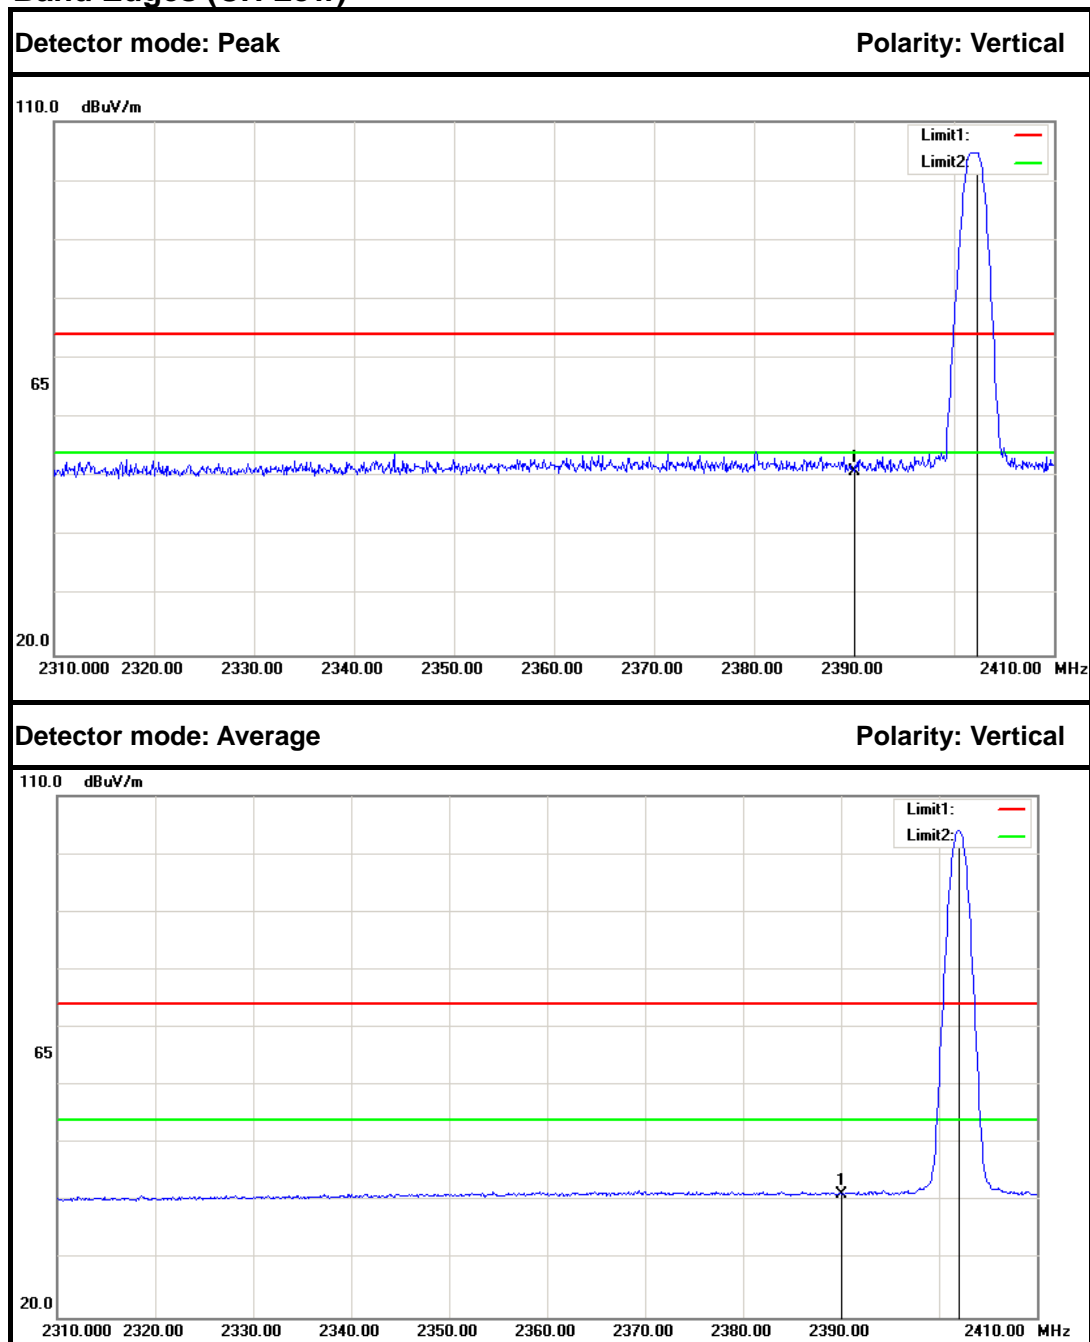 Detector mode: Peak Polarity: Vertical
110.0 dBuV/m
Limit1:
Limit2:
65
1
20.0
2310.000 2320.00 2330.00 2340.00 2350.00 2360.00 2370.00 2380.00 2390.00 2410.00 MHz
Detector mode: Average Polarity: Vertical
110.0 dBuV/m
Limit1:
Limit2:
65
1
20.0
2310.000 2320.00 2330.00 2340.00 2350.00 2360.00 2370.00 2380.00 2390.00 2410.00 MHz